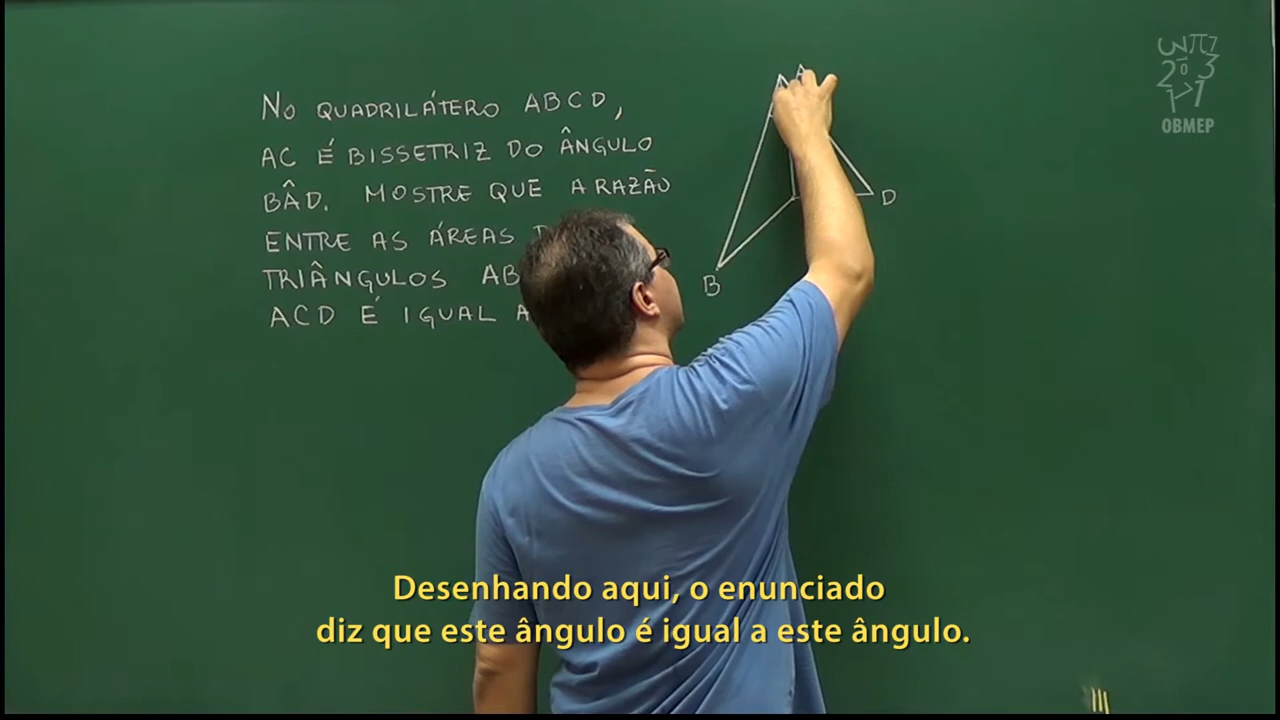 NO QUADRILÁTERO ABCD,
AC É BISSETRIZ DO ÂNGULO
BÂD. MOSTRE QUE A RAZÃO
ENTRE AS ÁREAS
TRIÂNGULOS
ACD É IGUAL A
A
D
B
OBMEP
Desenhando aqui, o enunciado
diz que este ângulo é igual a este ângulo.